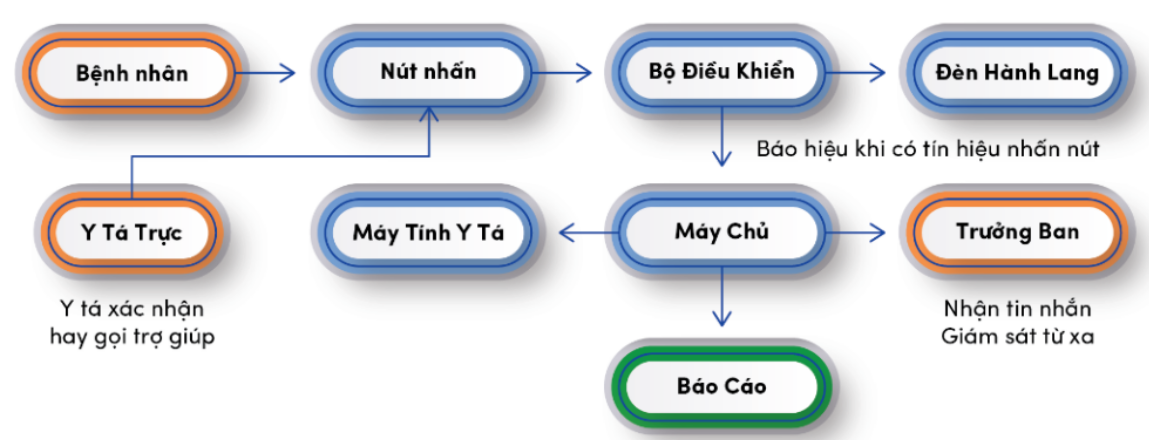 Bệnh nhân
Nút nhấn
Bộ Điều Khiển
Đèn Hành Lang
Báo hiệu khi có tín hiệu nhấn nút
Y Tá Trực
Máy Tính Y Tá
Máy Chủ
Trưởng Ban
Y tá xác nhận
hay gọi trợ giúp
Nhận tin nhắn
Giám sát từ xa
Báo Cáo